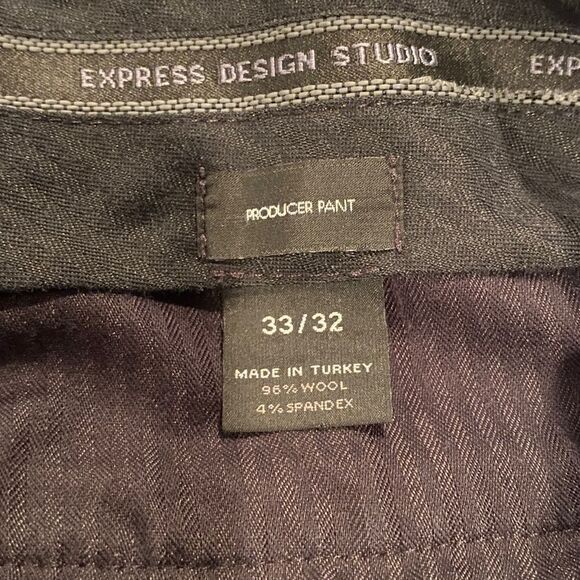 EXPRESS DESIGN STUDIO EXP
PRODUCER PANT
33/32
MADE IN TURKEY
96% WOOL
4% SPANDEX